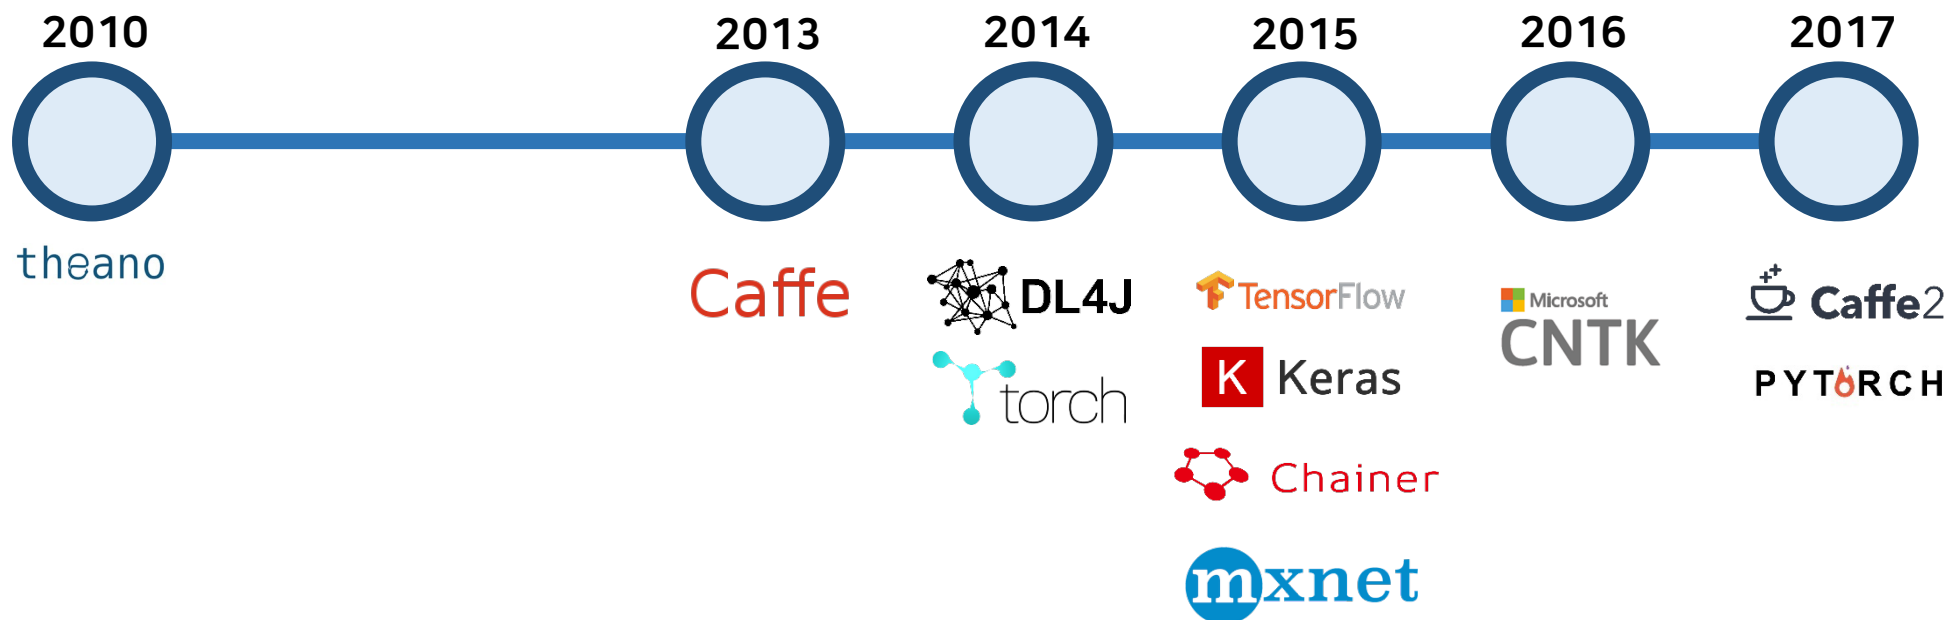 2010
2013
2014
2015
2016
2017
theano
Caffe
DL4J
torch
TensorFlow
K Keras
Chainer
mxnet
Microsoft
CNTK
Caffe2
PYTORCH